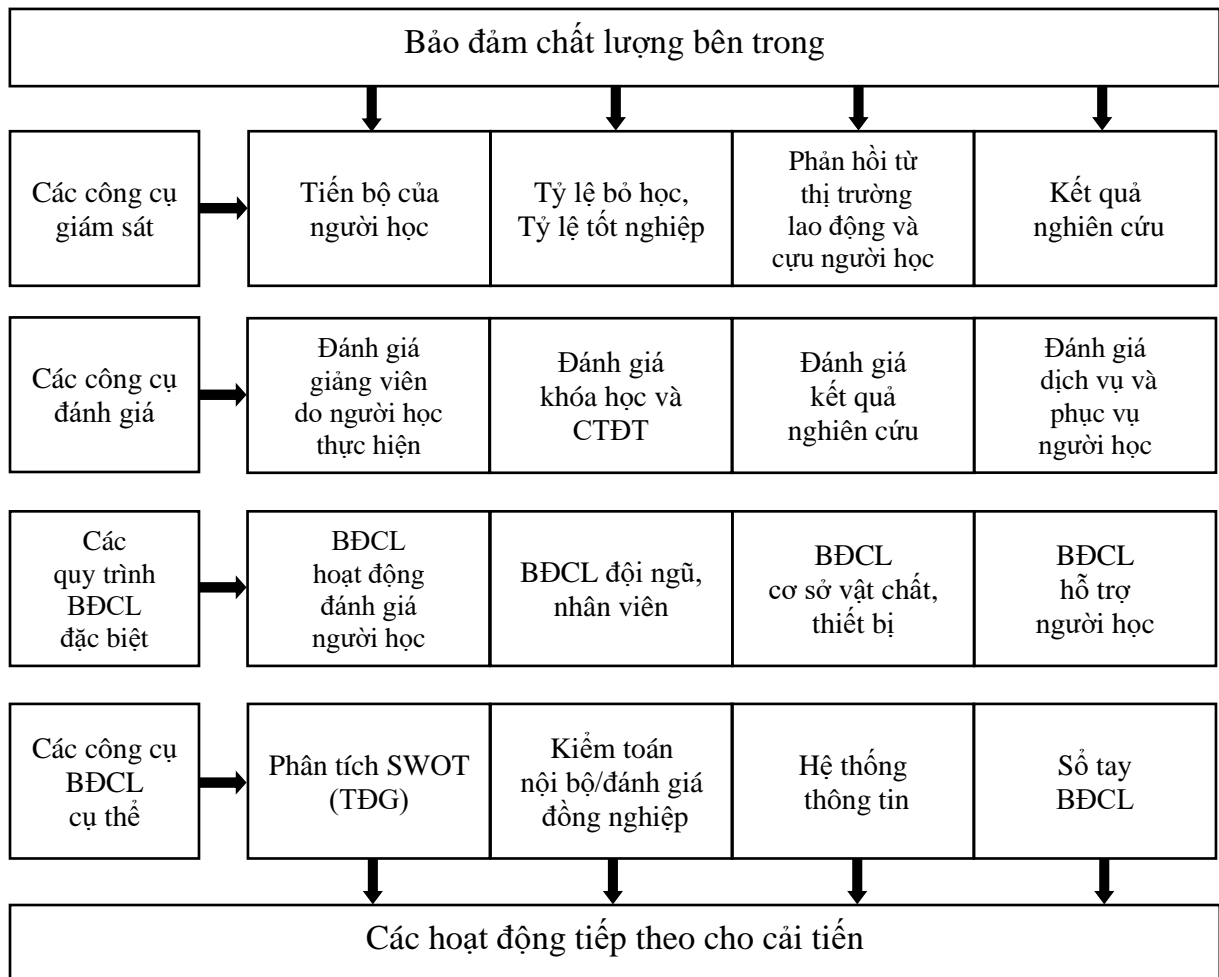 Bảo đảm chất lượng bên trong
Các công cụ
giám sát
Tiến bộ của
người học
Tỷ lệ bỏ học,
Tỷ lệ tốt nghiệp
Phản hồi từ
thị trường
lao động và
cựu người học
Kết quả
nghiên cứu
Các công cụ
đánh giá
Đánh giá
giảng viên
do người học
thực hiện
Đánh giá
khóa học và
CTĐT
Đánh giá
kết quả
nghiên cứu
Đánh giá
dịch vụ và
phục vụ
người học
Các
quy trình
BĐCL
đặc biệt
BĐCL
hoạt động
đánh giá
người học
BĐCL đội ngũ,
nhân viên
BĐCL
cơ sở vật chất,
thiết bị
BĐCL
hỗ trợ
người học
Các công cụ
BĐCL
cụ thể
Phân tích SWOT
(TĐG)
Kiểm toán
nội bộ/đánh giá
đồng nghiệp
Hệ thống
thông tin
Sổ tay
BĐCL
Các hoạt động tiếp theo cho cải tiến